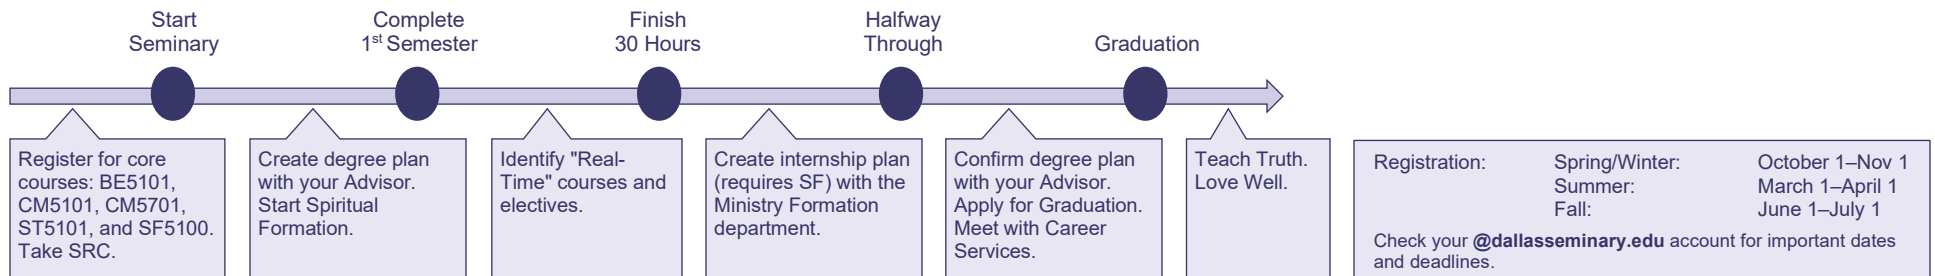 Start
Seminary
Complete
1st Semester
Finish
30 Hours
Halfway
Through
Graduation
Register for core
courses: BE5101,
CM5101, CM5701,
ST5101, and SF5100.
Take SRC.
Create degree plan
with your Advisor.
Start Spiritual
Formation.
Identify "Real-
Time" courses and
electives.
Create internship plan
(requires SF) with the
Ministry Formation
department.
Confirm degree plan
with your Advisor.
Apply for Graduation.
Meet with Career
Services.
Teach Truth.
Love Well.
Registration: Spring/Winter: October 1–Nov 1
Summer: March 1–April 1
Fall: June 1–July 1
Check your @dallasseminary.edu account for important dates
and deadlines.